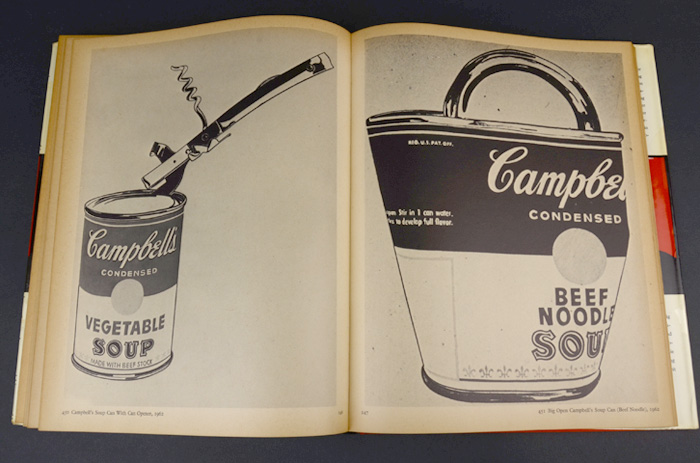 Campbell's
CONDENSED
VEGETABLE
SOUP
MADE WITH BEEF STOCK
Campbell's Soup Can With Can Opener, 1962
REG. U.S. PAT. OFF.
Campbe
CONDENSED
Stir in 1 can water.
to develop full flavor.
BEEF
NOODLE
SOU
Big Open Campbell's Soup Can (Beef Noodle), 1962